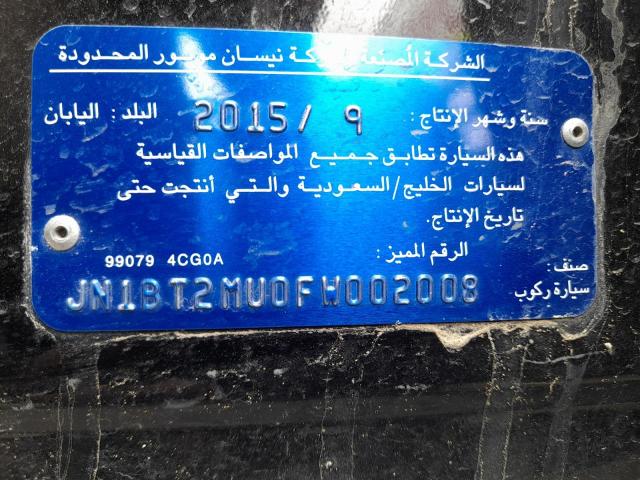 الشركة المصنعة: شركة نيسان موتور المحدودة
سنة وشهر الإنتاج: 2015/ 9 البلد: اليابان
هذه السيارة تطابق جميع المواصفات القياسية
لسيارات الخليج/السعودية والتي أنتجت حتى
تاريخ الإنتاج.
صنف: الرقم المميز: 99079 4CG0A
سيارة ركوب JN1BT2MU0FW002008